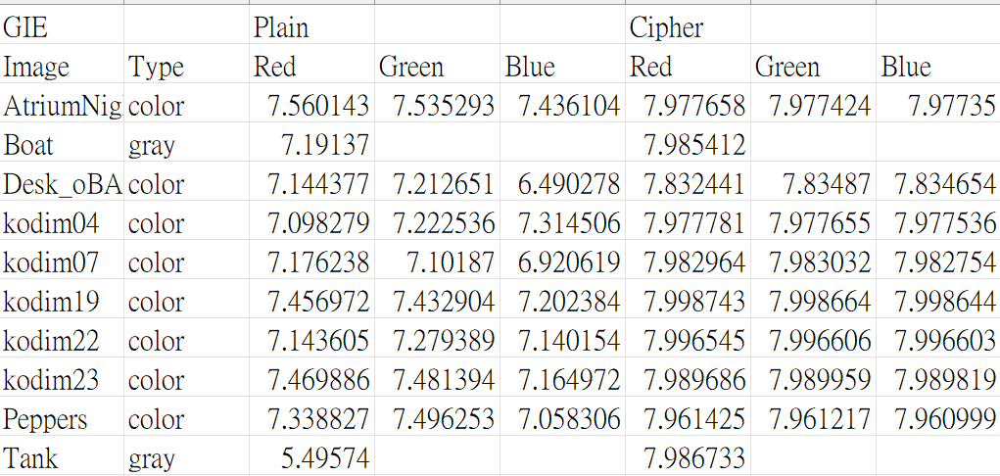 GIE Plain Cipher
Image Type Red Green Blue Red Green Blue
AtriumNig color 7.560143 7.535293 7.436104 7.977658 7.977424 7.97735
Boat gray 7.19137 7.985412
Desk_oBA color 7.144377 7.212651 6.490278 7.832441 7.83487 7.834654
kodim04 color 7.098279 7.222536 7.314506 7.977781 7.977655 7.977536
kodim07 color 7.176238 7.10187 6.920619 7.982964 7.983032 7.982754
kodim19 color 7.456972 7.432904 7.202384 7.998743 7.998664 7.998644
kodim22 color 7.143605 7.279389 7.140154 7.996545 7.996606 7.996603
kodim23 color 7.469886 7.481394 7.164972 7.989686 7.989959 7.989819
Peppers color 7.338827 7.496253 7.058306 7.961425 7.961217 7.960999
Tank gray 5.49574 7.986733